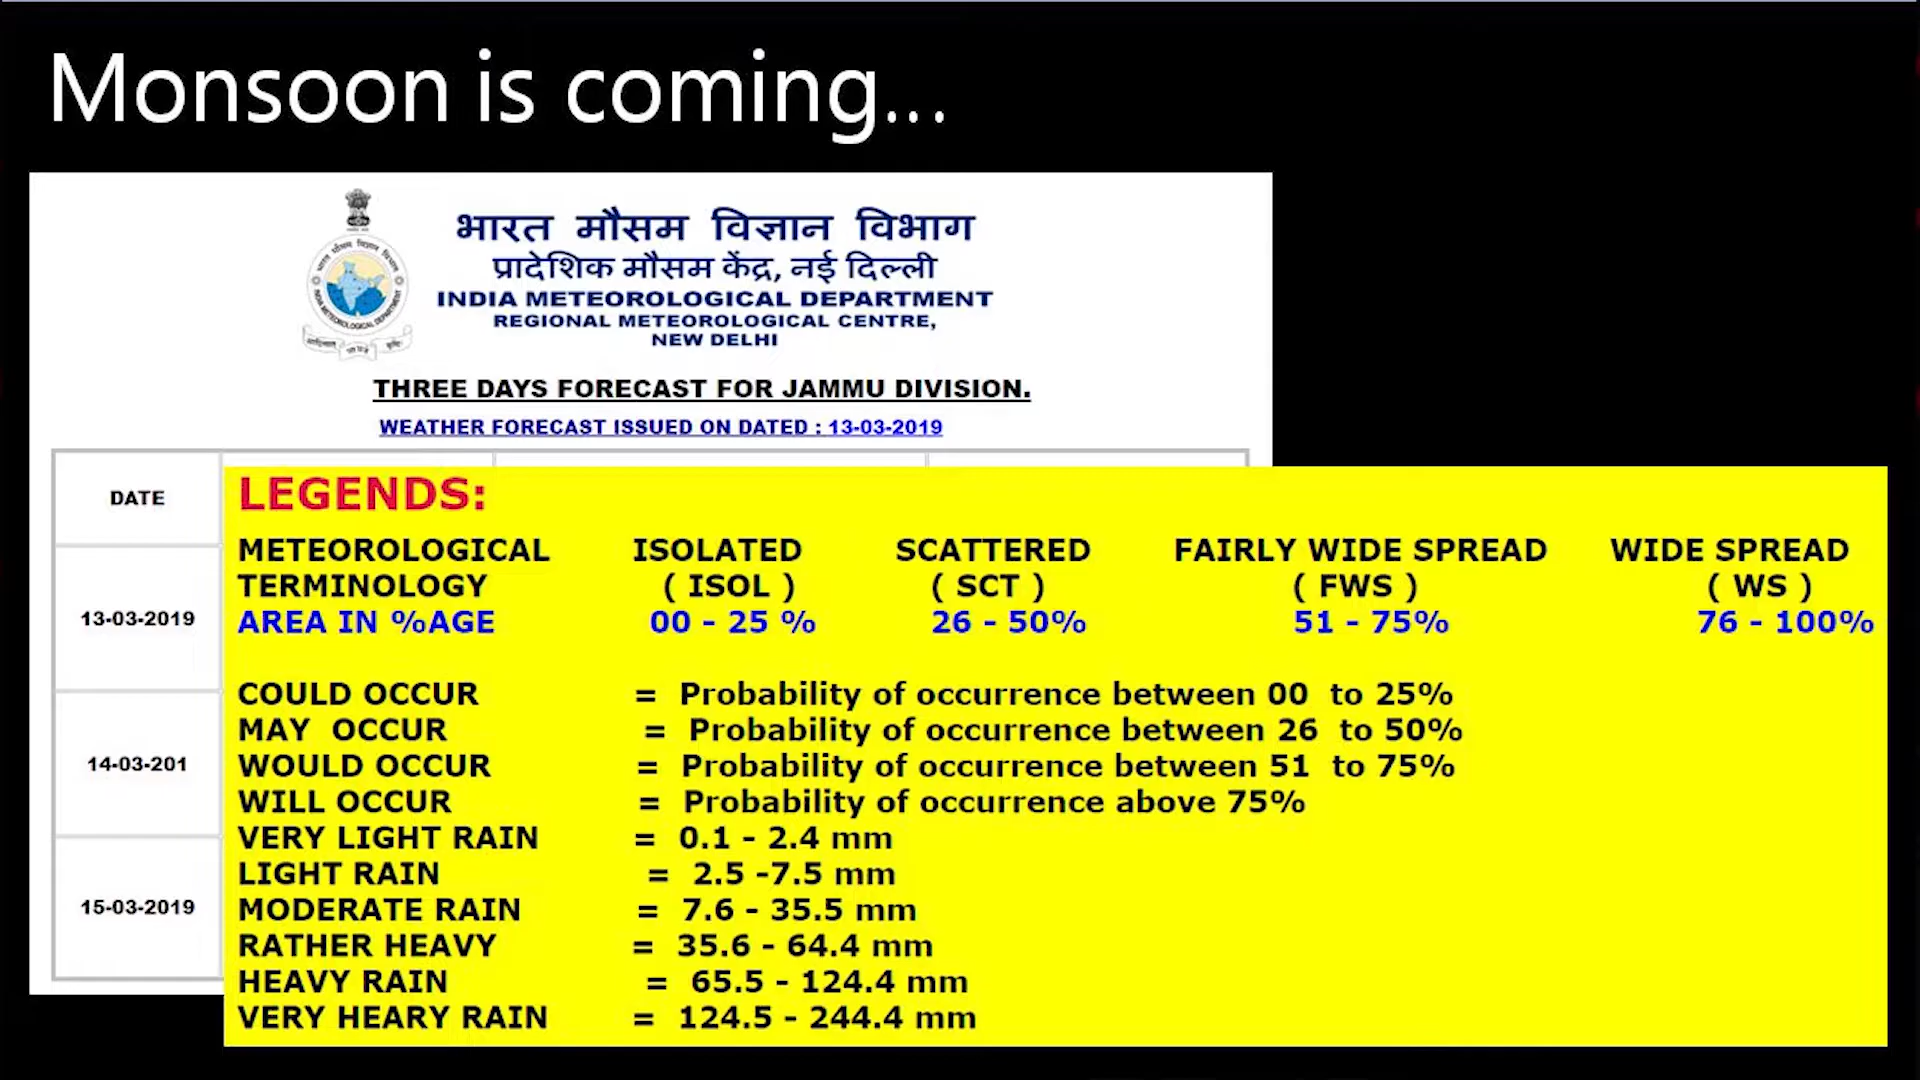 Monsoon is coming...
भारत मौसम विज्ञान विभाग
प्रादेशिक मौसम केंद्र, नई दिल्ली
INDIA METEOROLOGICAL DEPARTMENT
REGIONAL METEOROLOGICAL CENTRE,
NEW DELHI
THREE DAYS FORECAST FOR JAMMU DIVISION.
WEATHER FORECAST ISSUED ON DATED : 13-03-2019
DATE
13-03-2019
14-03-201
15-03-2019
LEGENDS:
METEOROLOGICAL ISOLATED SCATTERED FAIRLY WIDE SPREAD WIDE SPREAD
TERMINOLOGY ( ISOL ) ( SCT ) ( FWS ) ( WS )
AREA IN %AGE 00 - 25 % 26 - 50% 51 - 75% 76 - 100%
COULD OCCUR = Probability of occurrence between 00 to 25%
MAY OCCUR = Probability of occurrence between 26 to 50%
WOULD OCCUR = Probability of occurrence between 51 to 75%
WILL OCCUR = Probability of occurrence above 75%
VERY LIGHT RAIN = 0.1 - 2.4 mm
LIGHT RAIN = 2.5 -7.5 mm
MODERATE RAIN = 7.6 - 35.5 mm
RATHER HEAVY = 35.6 - 64.4 mm
HEAVY RAIN = 65.5 - 124.4 mm
VERY HEARY RAIN = 124.5 - 244.4 mm